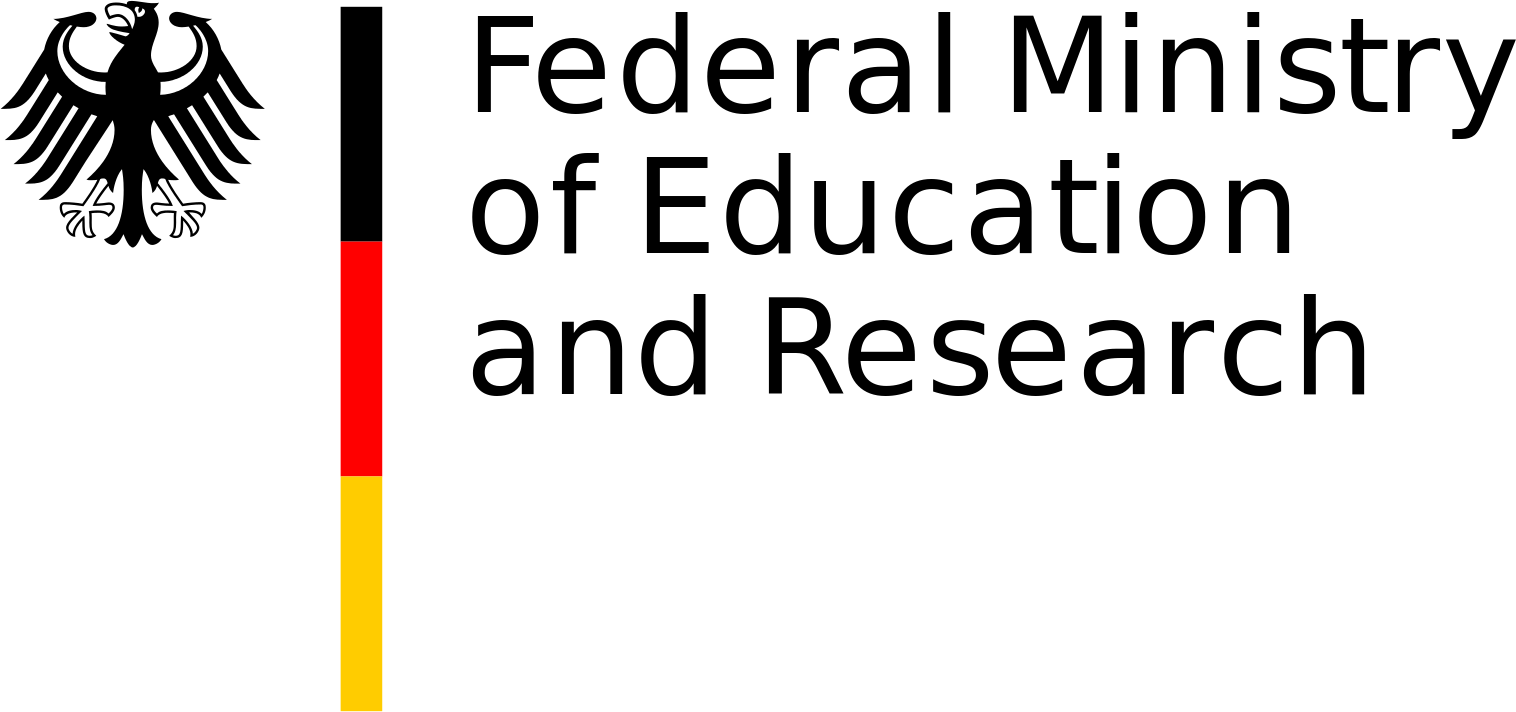 Federal Ministry
of Education
and Research